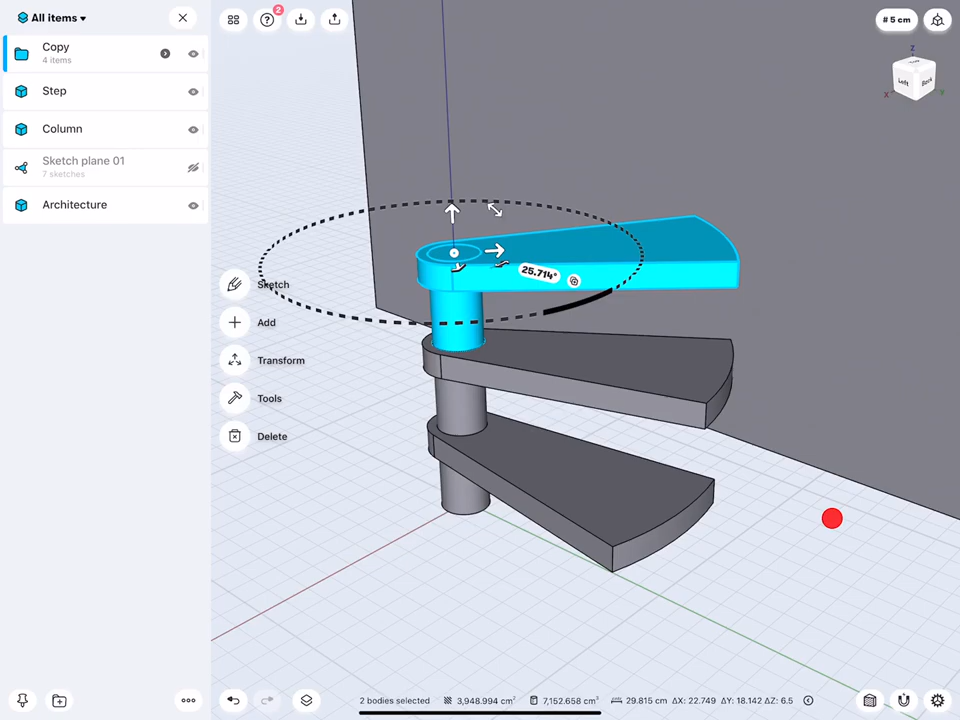 All items
2
# 5 cm
Copy
4 items
Step
Column
Sketch plane 01
7 sketches
Architecture
Z
X
Y
Left
Back
25.714°
Sketch
Add
Transform
Tools
Delete
2 bodies selected 3,948.994 cm² 7,152.658 cm³ 29.815 cm ΔX: 22.749 ΔY: 18.142 ΔZ: 6.5